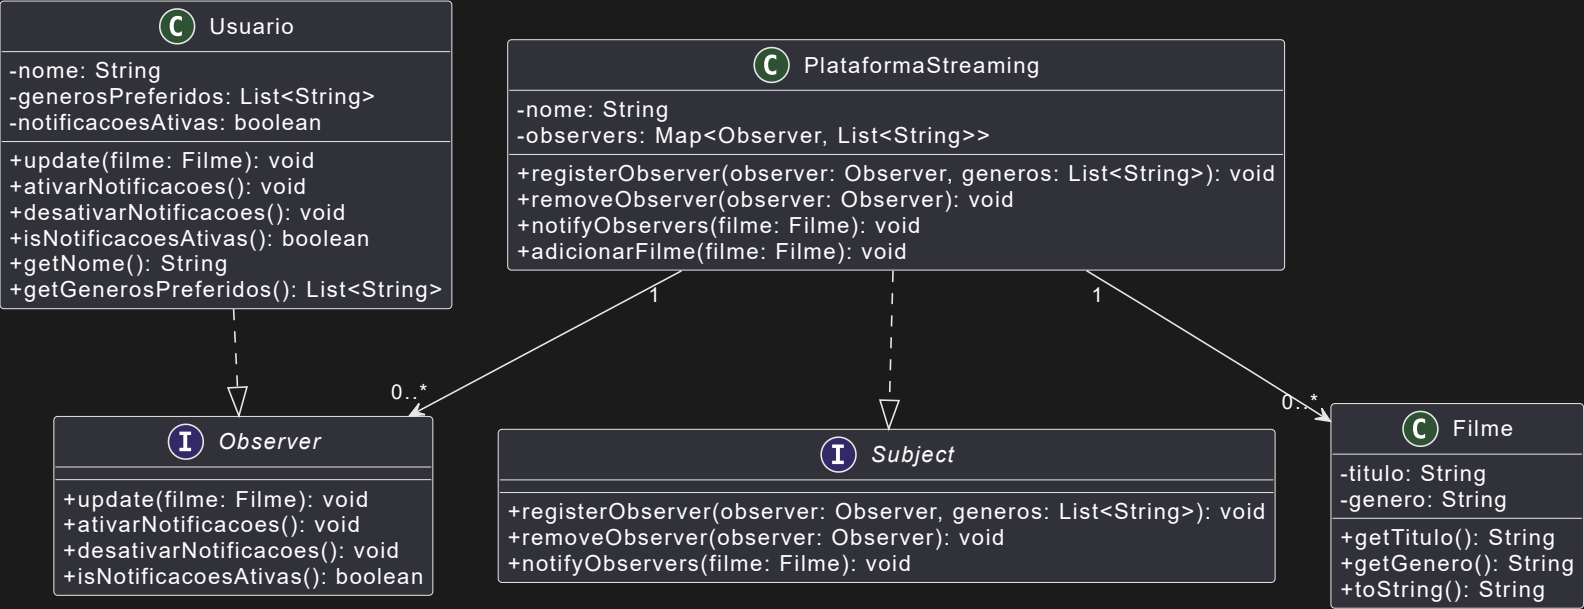 C Usuario
-nome: String
-generosPreferidos: List<String>
-notificacoesAtivas: boolean
+update(filme: Filme): void
+ativarNotificacoes(): void
+desativarNotificacoes(): void
+isNotificacoesAtivas(): boolean
+getNome(): String
+getGenerosPreferidos(): List<String>
C PlataformaStreaming
-nome: String
-observers: Map<Observer, List<String>>
+registerObserver(observer: Observer, generos: List<String>): void
+removeObserver(observer: Observer): void
+notifyObservers(filme: Filme): void
+adicionarFilme(filme: Filme): void
1
1
0..*
0..*
I Observer
+update(filme: Filme): void
+ativarNotificacoes(): void
+desativarNotificacoes(): void
+isNotificacoesAtivas(): boolean
I Subject
+registerObserver(observer: Observer, generos: List<String>): void
+removeObserver(observer: Observer): void
+notifyObservers(filme: Filme): void
C Filme
-titulo: String
-genero: String
+getTitulo(): String
+getGenero(): String
+toString(): String